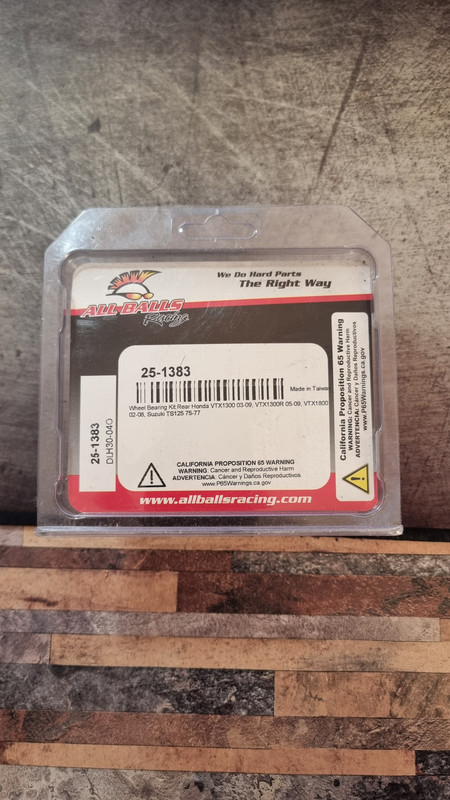 We Do Hard Parts
The Right Way
ALL BALLS
Racing
25-1383
Made in Taiwan
Wheel Bearing Kit Rear Honda VTX1300 03-09, VTX1300R 05-09, VTX1800
02-08, Suzuki TS125 75-77
CALIFORNIA PROPOSITION 65 WARNING
WARNING: Cancer and Reproductive Harm
ADVERTENCIA: Cáncer y Daños Reproductivos
www.P65Warnings.ca.gov
www.allballsracing.com
25-1383
DLH30-04O
California Proposition 65 Warning
WARNING: Cancer and Reproductive Harm
ADVERTENCIA: Cáncer y Daños Reproductivos
www.P65Warnings.ca.gov